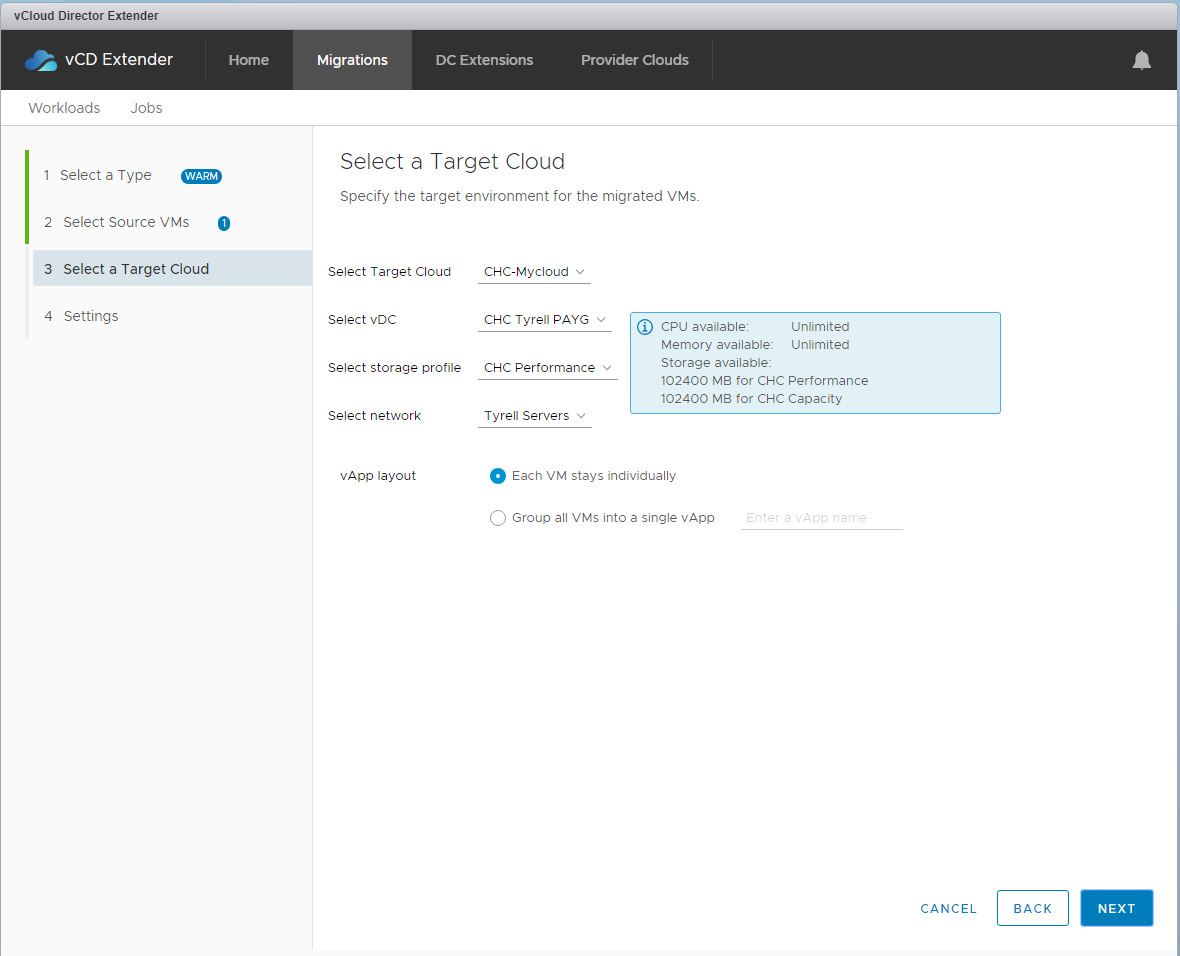 vCloud Director Extender
vCD Extender Home Migrations DC Extensions Provider Clouds
Workloads Jobs
1 Select a Type WARM
2 Select Source VMs 1
3 Select a Target Cloud
4 Settings
Select a Target Cloud
Specify the target environment for the migrated VMs.
Select Target Cloud CHC-Mycloud
Select vDC CHC Tyrell PAYG
Select storage profile CHC Performance
Select network Tyrell Servers
CPU available: Unlimited
Memory available: Unlimited
Storage available:
102400 MB for CHC Performance
102400 MB for CHC Capacity
vApp layout Each VM stays individually
Group all VMs into a single vApp Enter a vApp name
CANCEL BACK NEXT